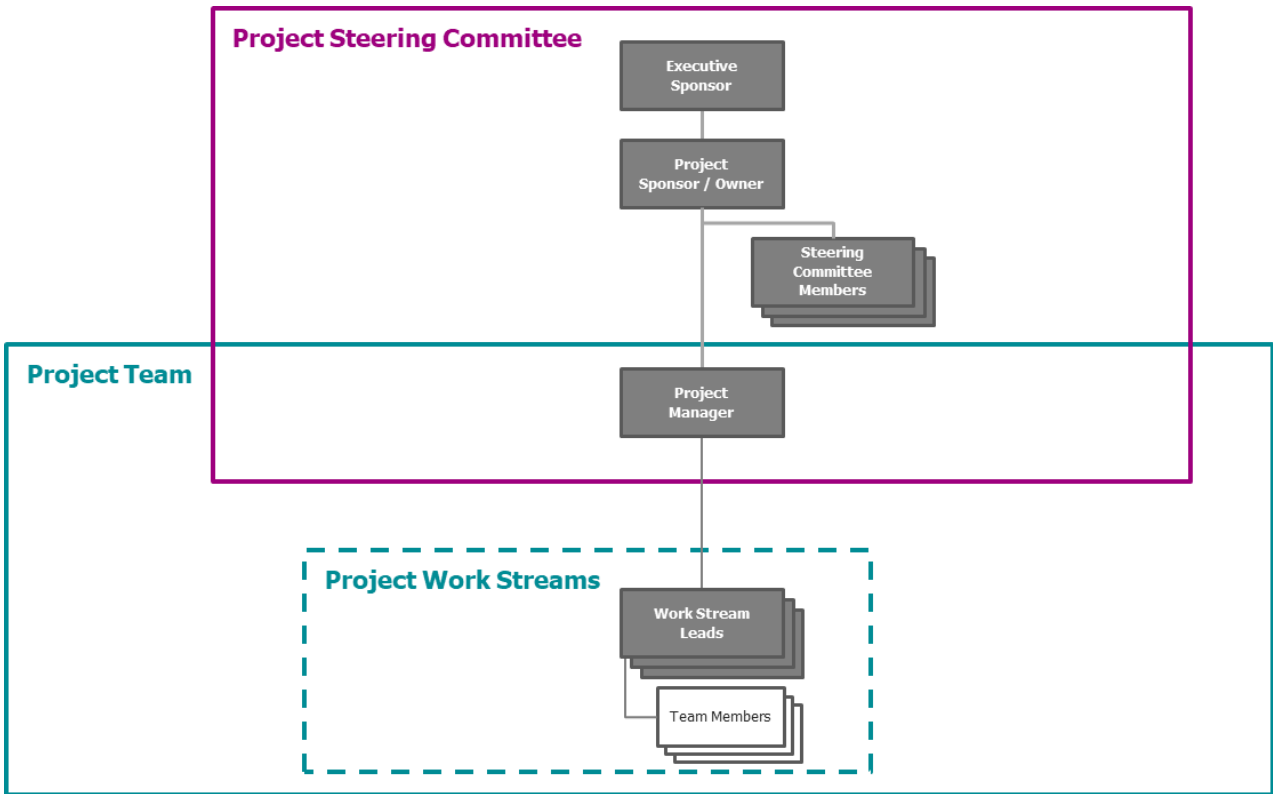 Project Steering Committee
Executive
Sponsor
Project
Sponsor / Owner
Steering
Committee
Members
Project Team
Project
Manager
Project Work Streams
Work Stream
Leads
Team Members